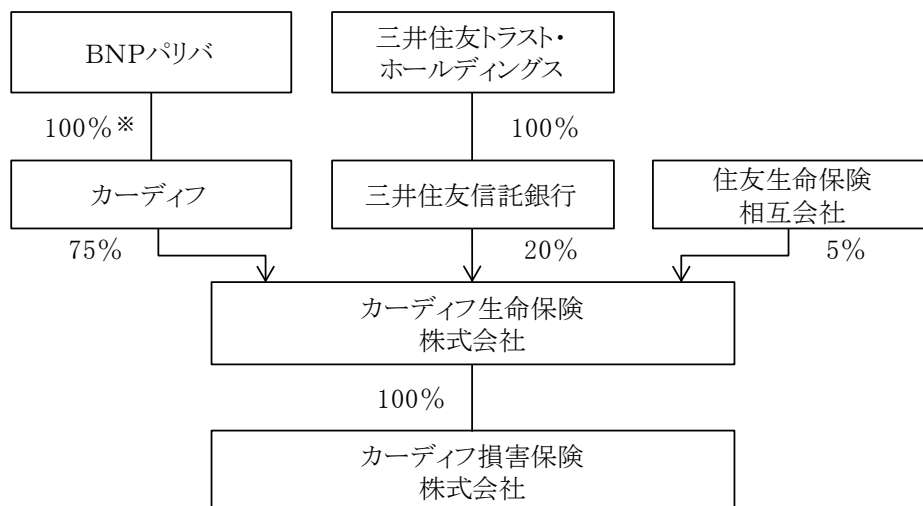 BNPパリバ
三井住友トラスト・
ホールディングス
100%※
100%
カーディフ
三井住友信託銀行
住友生命保険
相互会社
75%
20%
5%
カーディフ生命保険
株式会社
100%
カーディフ損害保険
株式会社